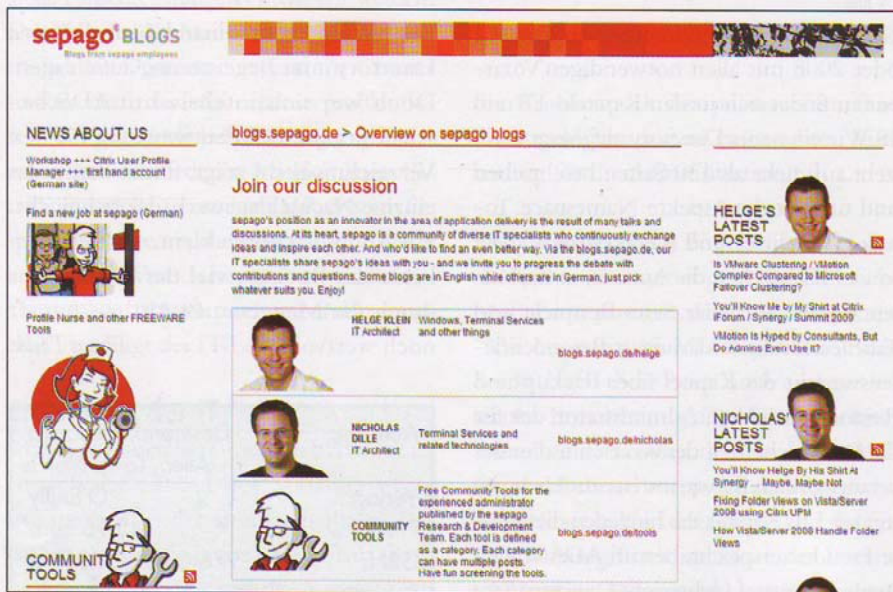 sepago BLOGS
Blogs from sepago employees
NEWS ABOUT US
Workshop +++ Citrix User Profile
Manager +++ first hand account
(German site)
Find a new job at sepago (German)
Profile Nurse and other FREEWARE
Tools
COMMUNITY
TOOLS
blogs.sepago.de > Overview on sepago blogs
Join our discussion
sepago's position as an innovator in the area of application delivery is the result of countless insights and
discussions. At its heart, sepago is a community of diverse IT specialists who continuously exchange
ideas and inspire each other. And who'd like to find an even better way. Via the blogs.sepago.de, our
IT specialists share sepago's ideas with you - and we invite you to progress the debate with
contributions and questions. Some blogs are in English while others are in German, just pick
whatever suits you. Enjoy!
HELGE KLEIN
IT Architect
Windows, Terminal Services
and other things
blogs.sepago.de/helge
NICHOLAS
DILLE
IT Architect
Terminal Services and
related technologies
blogs.sepago.de/nicholas
COMMUNITY
TOOLS
Free Community Tools for the
experienced administrator
published by the sepago
Research & Development
Team. Each tool is defined
as a category. Each category
can have multiple posts.
Have fun screening the tools.
blogs.sepago.de/tools
HELGE'S
LATEST
POSTS
Is VMware Clustering / VMotion
Complex Compared to Microsoft
Failover Clustering?
You'll Know Me by My Shirt at Citrix
iForum / Synergy / Summit 2009
VMotion is Hyped by Consultants, But
Do Admins Even Use It?
NICHOLAS'
LATEST
POSTS
You'll Know Helge By His Shirt At
Synergy ... Maybe, Maybe Not
Fixing Folder Views on Vista/Server
2008 using Citrix UPM
How Vista/Server 2008 Handle Folder
Views